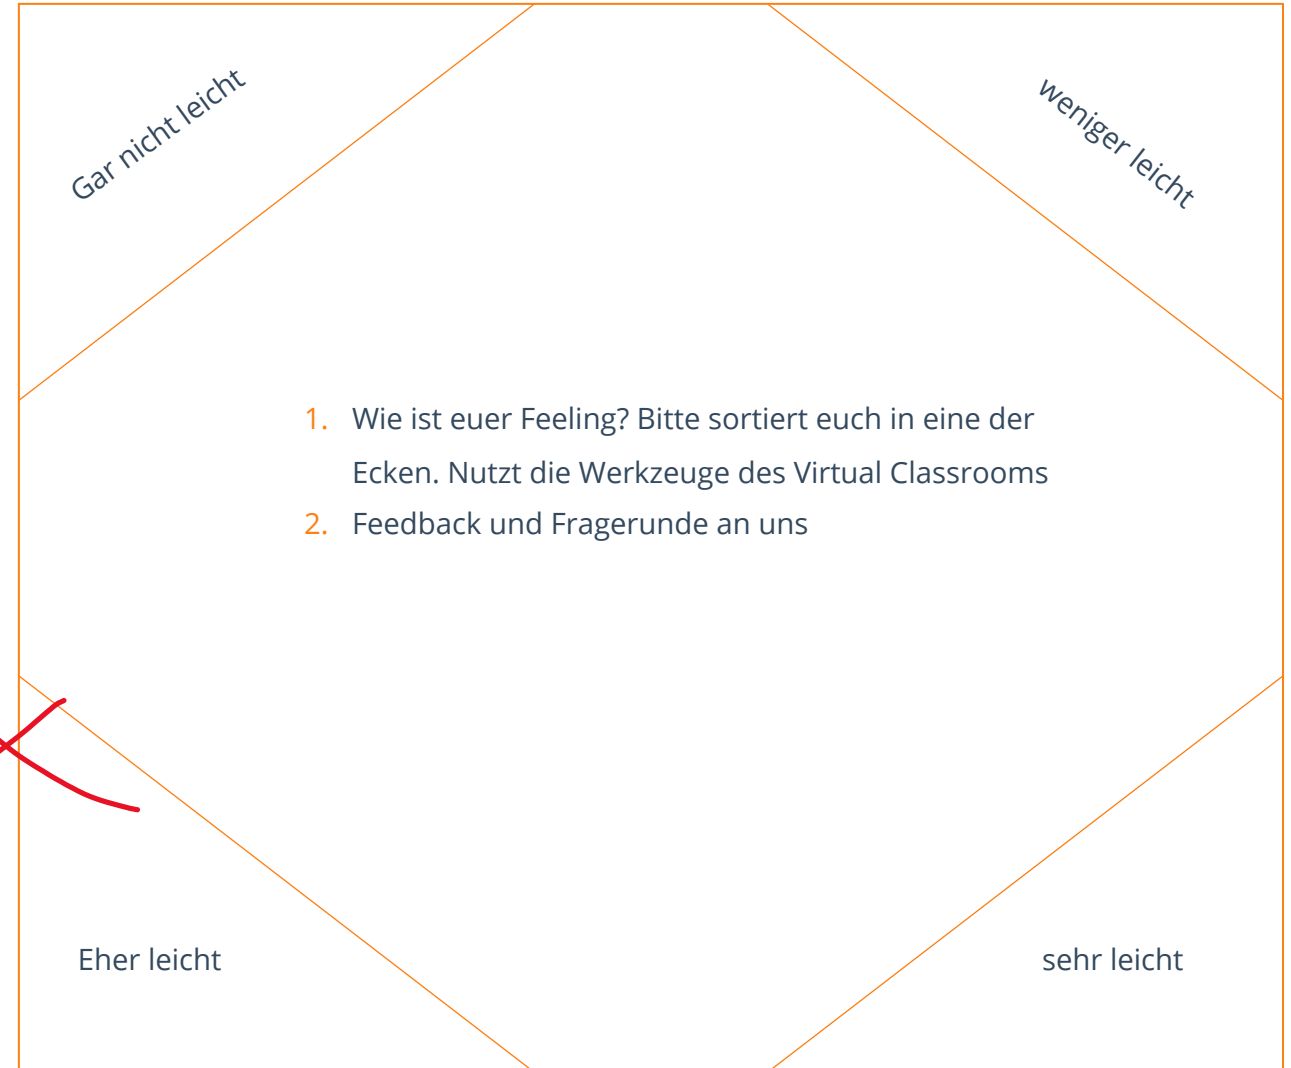 Gar nicht leicht
weniger leicht
1. Wie ist euer Feeling? Bitte sortiert euch in eine der
Ecken. Nutzt die Werkzeuge des Virtual Classrooms
2. Feedback und Fragerunde an uns
Eher leicht
sehr leicht